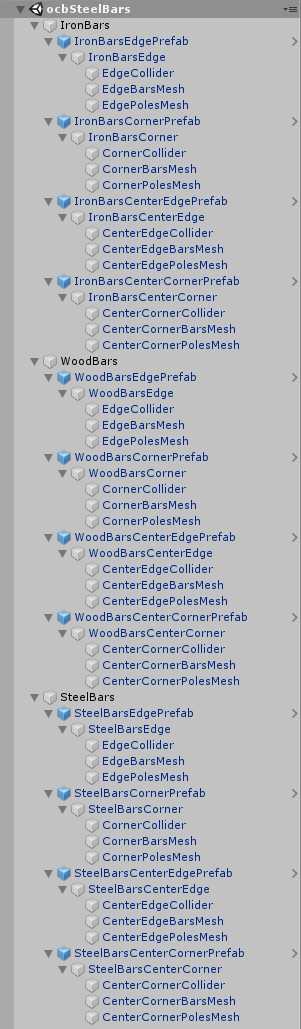 ocbSteelBars
IronBars
IronBarsEdgePrefab
IronBarsEdge
EdgeCollider
EdgeBarsMesh
EdgePolesMesh
IronBarsCornerPrefab
IronBarsCorner
CornerCollider
CornerBarsMesh
CornerPolesMesh
IronBarsCenterEdgePrefab
IronBarsCenterEdge
CenterEdgeCollider
CenterEdgeBarsMesh
CenterEdgePolesMesh
IronBarsCenterCornerPrefab
IronBarsCenterCorner
CenterCornerCollider
CenterCornerBarsMesh
CenterCornerPolesMesh
WoodBars
WoodBarsEdgePrefab
WoodBarsEdge
EdgeCollider
EdgeBarsMesh
EdgePolesMesh
WoodBarsCornerPrefab
WoodBarsCorner
CornerCollider
CornerBarsMesh
CornerPolesMesh
WoodBarsCenterEdgePrefab
WoodBarsCenterEdge
CenterEdgeCollider
CenterEdgeBarsMesh
CenterEdgePolesMesh
WoodBarsCenterCornerPrefab
WoodBarsCenterCorner
CenterCornerCollider
CenterCornerBarsMesh
CenterCornerPolesMesh
SteelBars
SteelBarsEdgePrefab
SteelBarsEdge
EdgeCollider
EdgeBarsMesh
EdgePolesMesh
SteelBarsCornerPrefab
SteelBarsCorner
CornerCollider
CornerBarsMesh
CornerPolesMesh
SteelBarsCenterEdgePrefab
SteelBarsCenterEdge
CenterEdgeCollider
CenterEdgeBarsMesh
CenterEdgePolesMesh
SteelBarsCenterCornerPrefab
SteelBarsCenterCorner
CenterCornerCollider
CenterCornerBarsMesh
CenterCornerPolesMesh